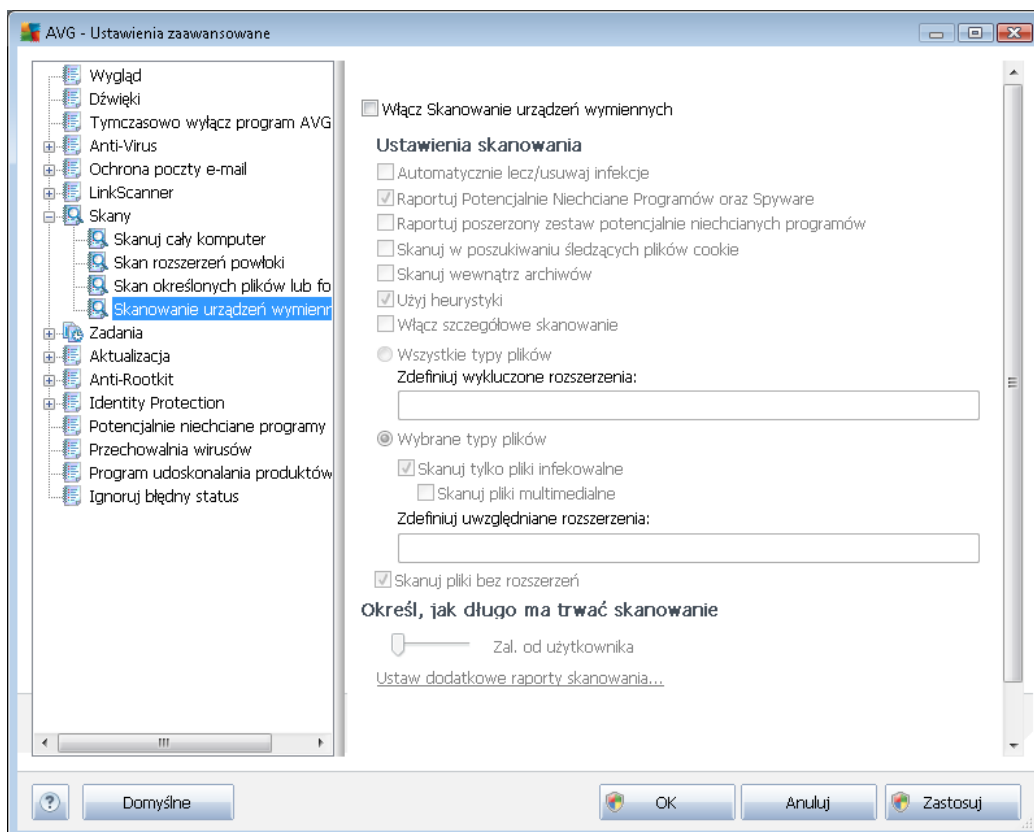 AVG - Ustawienia zaawansowane
Wygląd
Dźwięki
Tymczasowo wyłącz program AVG
Anti-Virus
Ochrona poczty e-mail
LinkScanner
Skany
Skanuj cały komputer
Skan rozszerzeń powłoki
Skan określonych plików lub fo
Skanowanie urządzeń wymienn
Zadania
Aktualizacja
Anti-Rootkit
Identity Protection
Potencjalnie niechciane programy
Przechowalnia wirusów
Program udoskonalania produktów
Ignoruj błędny status
Włącz Skanowanie urządzeń wymiennych
Ustawienia skanowania
Automatycznie lecz/usuwaj infekcje
Raportuj Potencjalnie Niechciane Programów oraz Spyware
Raportuj poszerzony zestaw potencjalnie niechcianych programów
Skanuj w poszukiwaniu śledzących plików cookie
Skanuj wewnątrz archiwów
Użyj heurystyki
Włącz szczegółowe skanowanie
Wszystkie typy plików
Zdefiniuj wykluczone rozszerzenia:
Wybrane typy plików
Skanuj tylko pliki infekowalne
Skanuj pliki multimedialne
Zdefiniuj uwzględniane rozszerzenia:
Skanuj pliki bez rozszerzeń
Określ, jak długo ma trwać skanowanie
Zal. od użytkownika
Ustaw dodatkowe raporty skanowania...
? Domyślne OK Anuluj Zastosuj